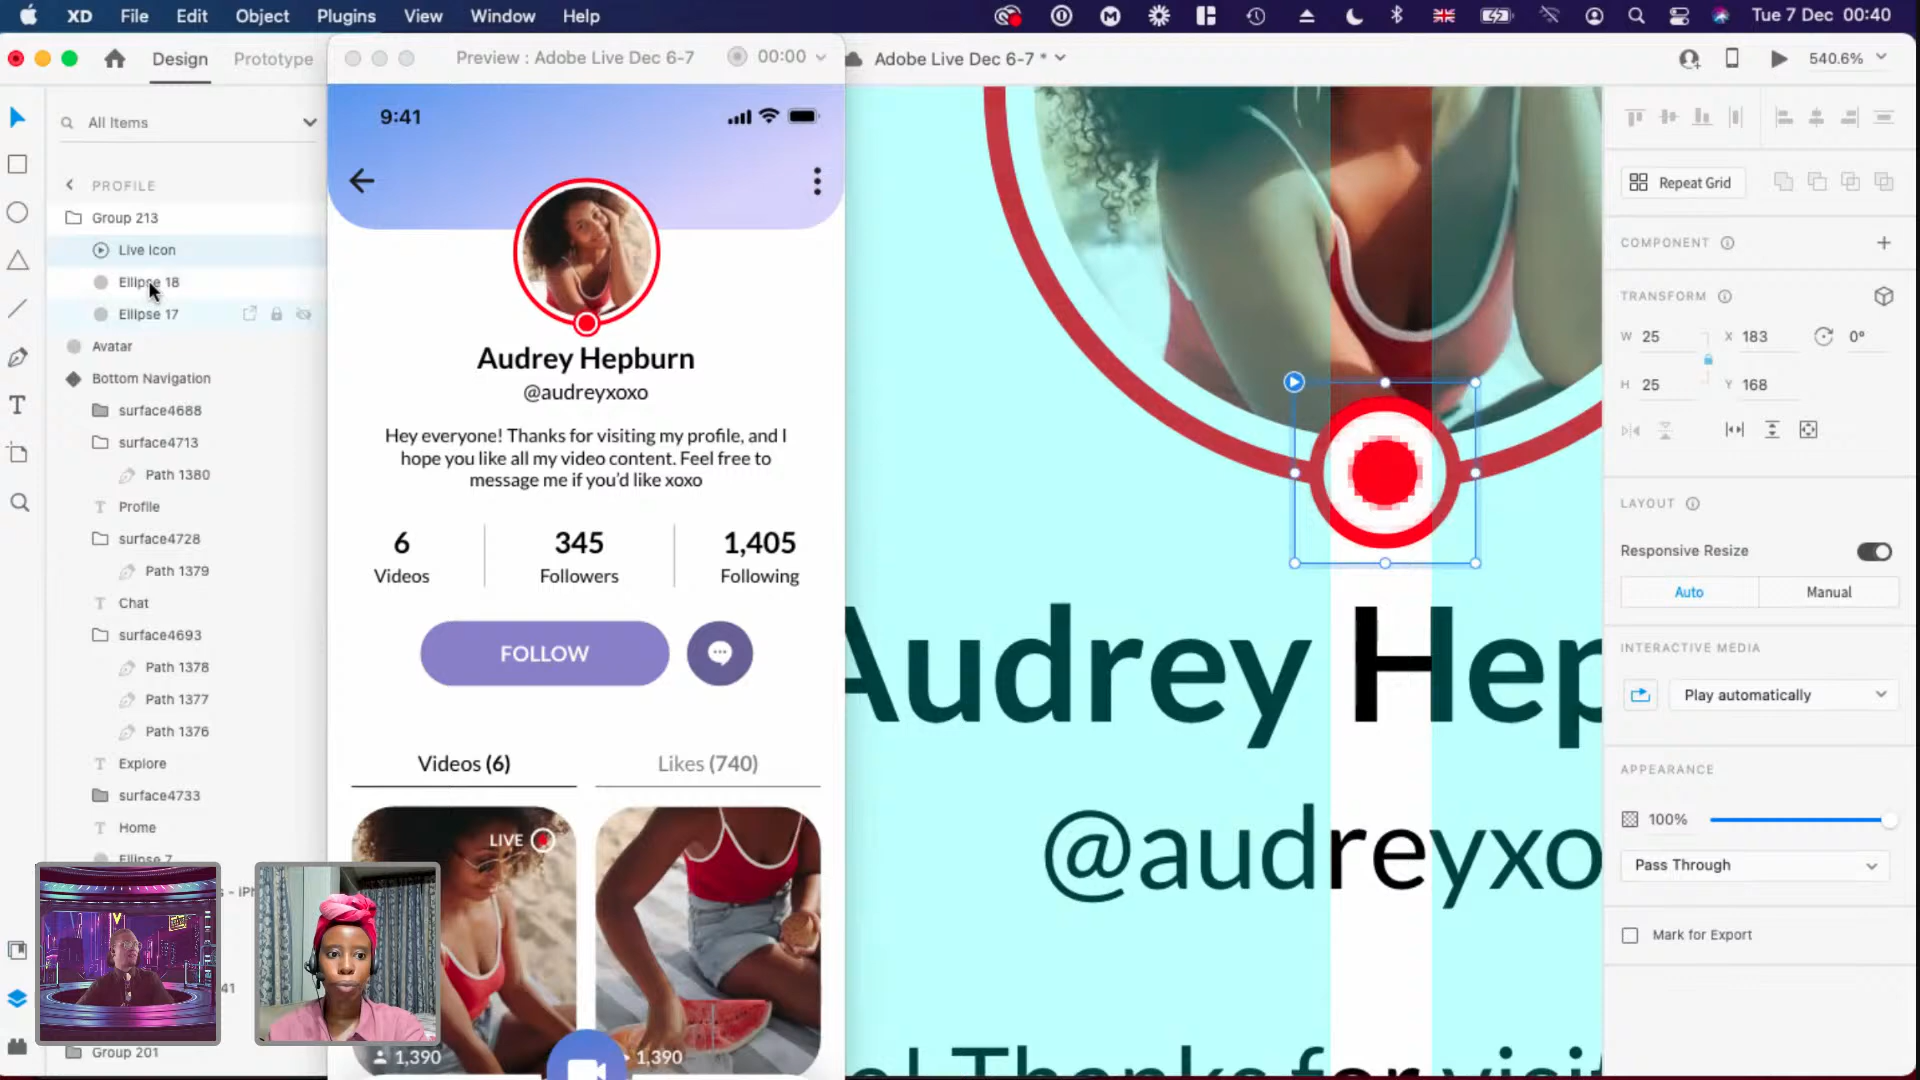 XD File Edit Object Plugins View Window Help
Tue 7 Dec 00:40
Design Prototype
Preview : Adobe Live Dec 6-7
00:00
Adobe Live Dec 6-7 *
540.6%
All Items
PROFILE
Group 213
Live Icon
Ellipse 18
Ellipse 17
Avatar
Bottom Navigation
surface4688
surface4713
Path 1380
Profile
surface4728
Path 1379
Chat
surface4693
Path 1378
Path 1377
Path 1376
Explore
surface4733
Home
Ellipse 7
41
Group 201
9:41
Audrey Hepburn
@audreyxoxo
Hey everyone! Thanks for visiting my profile, and I
hope you like all my video content. Feel free to
message me if you'd like xoxo
6 345 1,405
Videos Followers Following
FOLLOW
Videos (6) Likes (740)
LIVE
1,390 1,390
Audrey Hep
@audreyxo
e! Thanks for visi
Repeat Grid
COMPONENT
TRANSFORM
W 25 X 183 0°
H 25 Y 168
LAYOUT
Responsive Resize
Auto Manual
INTERACTIVE MEDIA
Play automatically
APPEARANCE
100%
Pass Through
Mark for Export